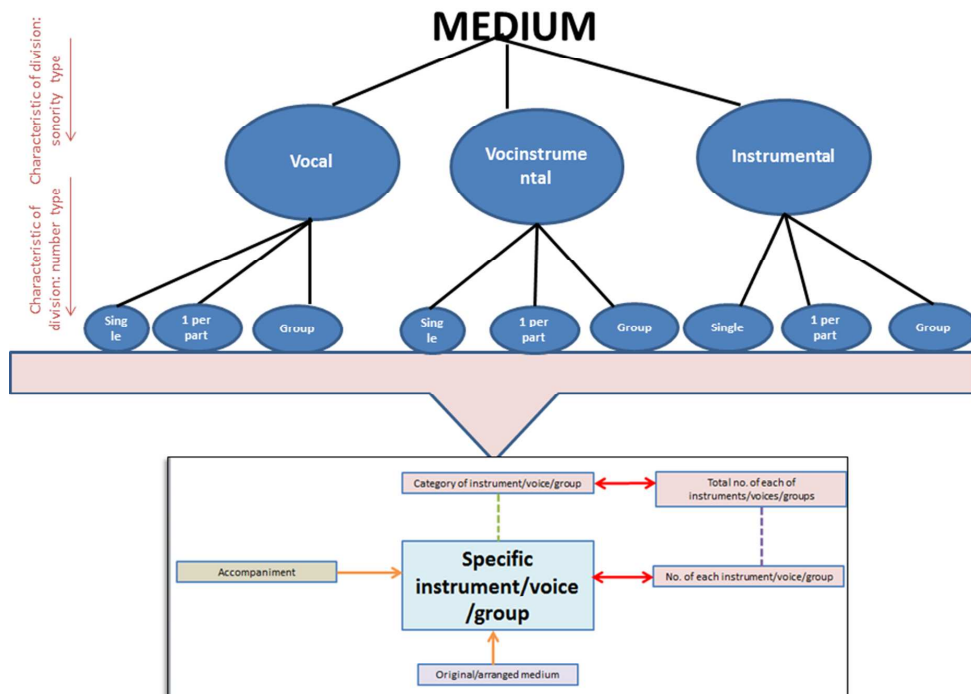 MEDIUM
Characteristic of division:
sonority type
Vocal
Vocinstrume
ntal
Instrumental
Characteristic of
division: number type
Sing
le
1 per
part
Group
Sing
le
1 per
part
Group
Single
1 per
part
Group
Category of instrument/voice/group
Total no. of each of
instruments/voices/groups
Accompaniment
Specific
instrument/voice
/group
No. of each instrument/voice/group
Original/arranged medium